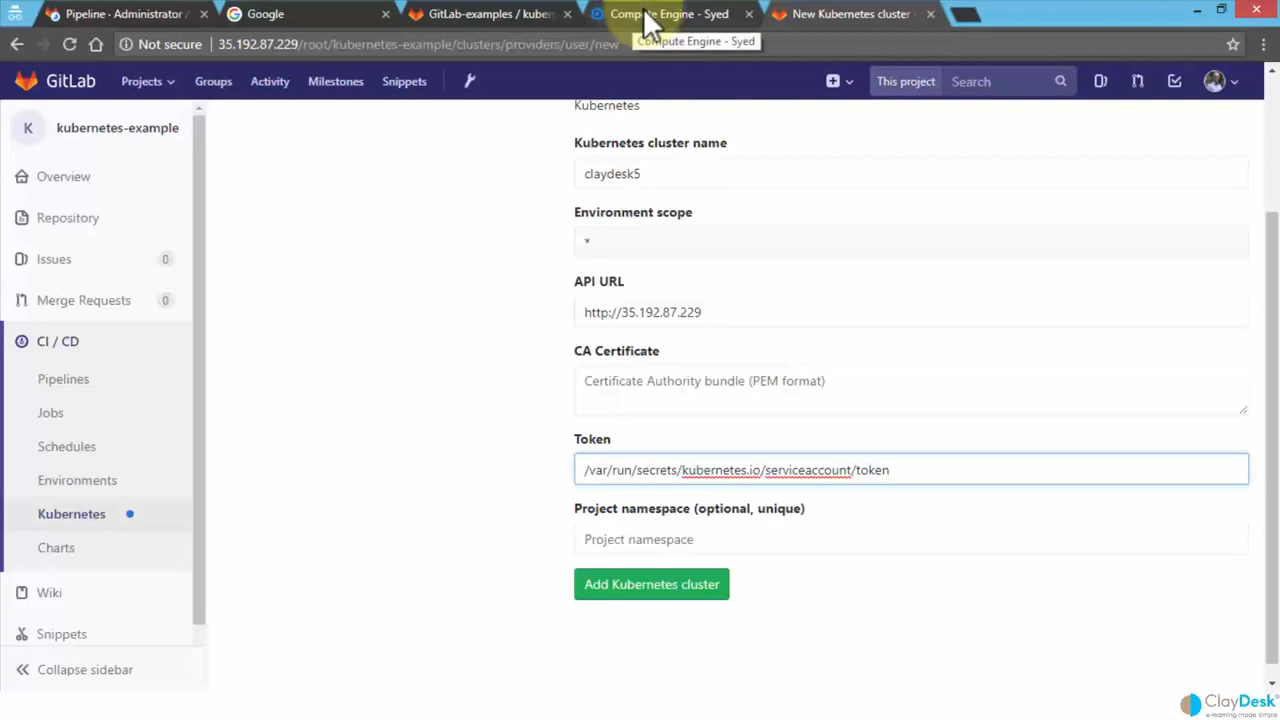 Pipeline · Administrator /
Google
GitLab-examples / kubern
Compute Engine - Syed
New Kubernetes cluster ·
Not secure
35.192.87.229/root/kubernetes-example/clusters/providers/user/new
Compute Engine - Syed
GitLab
Projects
Groups
Activity
Milestones
Snippets
This project
Search
K
kubernetes-example
Overview
Repository
Issues
0
Merge Requests
0
CI / CD
Pipelines
Jobs
Schedules
Environments
Kubernetes
Charts
Wiki
Snippets
Collapse sidebar
Kubernetes
Kubernetes cluster name
claydesk5
Environment scope
*
API URL
http://35.192.87.229
CA Certificate
Certificate Authority bundle (PEM format)
Token
/var/run/secrets/kubernetes.io/serviceaccount/token
Project namespace (optional, unique)
Project namespace
Add Kubernetes cluster
ClayDesk
e-learning made simple